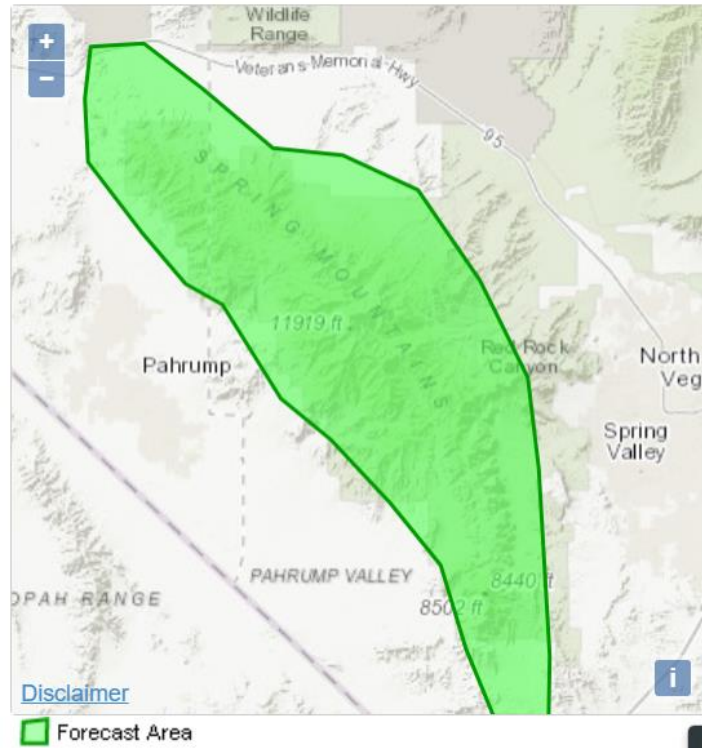 +
−
Wildlife
Range
Veterans-Memorial-Hwy
95
SPRING MOUNTAINS
11919 ft
Red Rock
Canyon
Pahrump
North
Veg
Spring
Valley
PAHRUMP VALLEY
8440 ft
8502 ft
OPAH RANGE
Disclaimer
i
Forecast Area